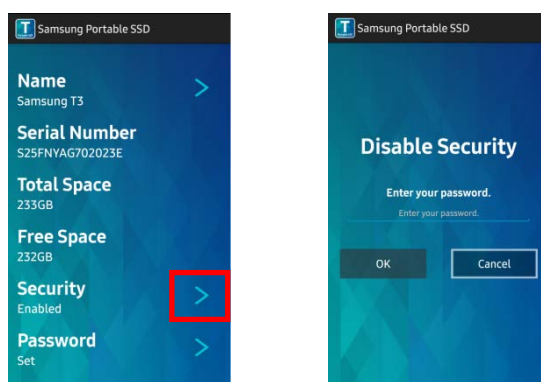 Samsung Portable SSD
Name
Samsung T3
Serial Number
S25FNYAG702023E
Total Space
233GB
Free Space
232GB
Security
Enabled
Password
Set
Samsung Portable SSD
Disable Security
Enter your password.
Enter your password.
OK Cancel